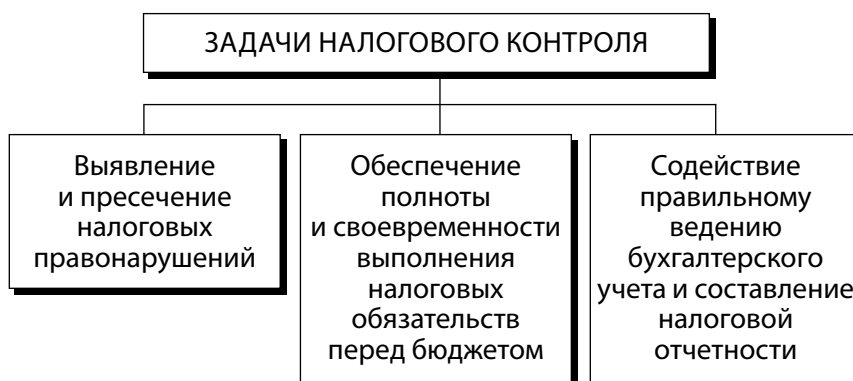 ЗАДАЧИ НАЛОГОВОГО КОНТРОЛЯ
Выявление
и пресечение
налоговых
правонарушений
Обеспечение
полноты
и своевременности
выполнения
налоговых
обязательств
перед бюджетом
Содействие
правильному
ведению
бухгалтерского
учета и составление
налоговой
отчетности